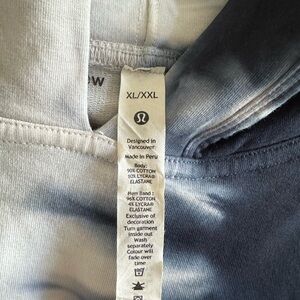 XL/XXL
Designed in
Vancouver
Made in Peru
Body:
90% COTTON
10% LYCRA®
ELASTANE
Hem Band :
96% COTTON
4% LYCRA®
ELASTANE
Exclusive of
decoration
Turn garment
inside out
Wash
separately
Colour will
fade over
time